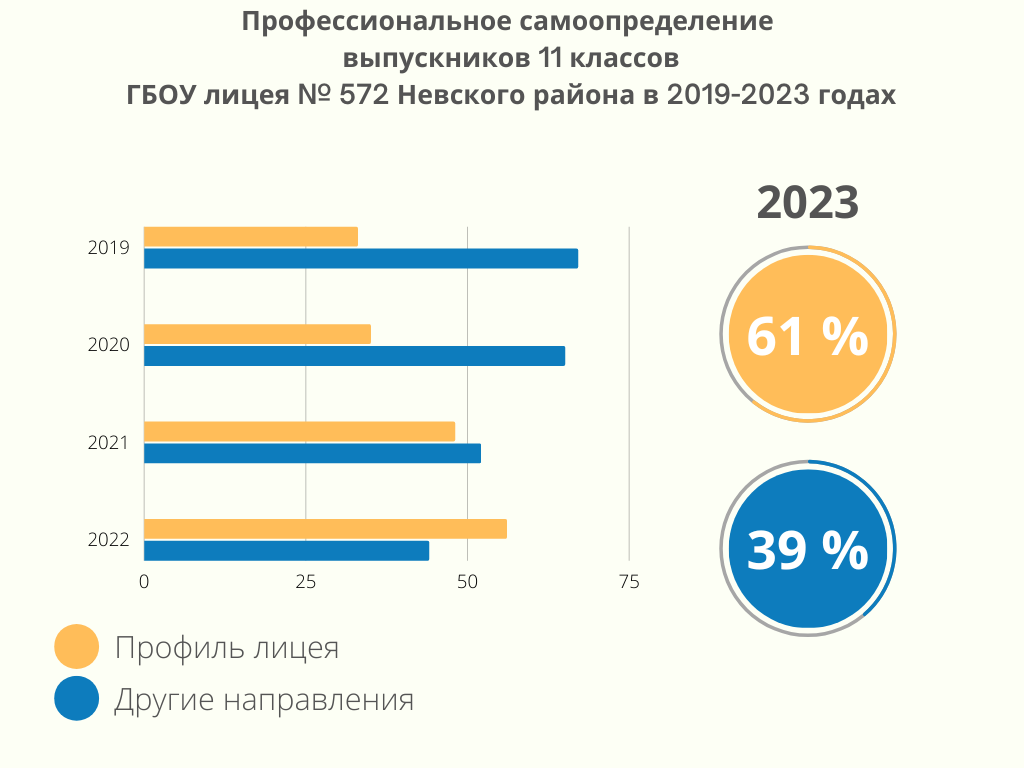 Профессиональное самоопределение
выпускников 11 классов
ГБОУ лицея № 572 Невского района в 2019-2023 годах
2019
2020
2021
2022
0 25 50 75
2023
61 %
39 %
Профиль лицея
Другие направления